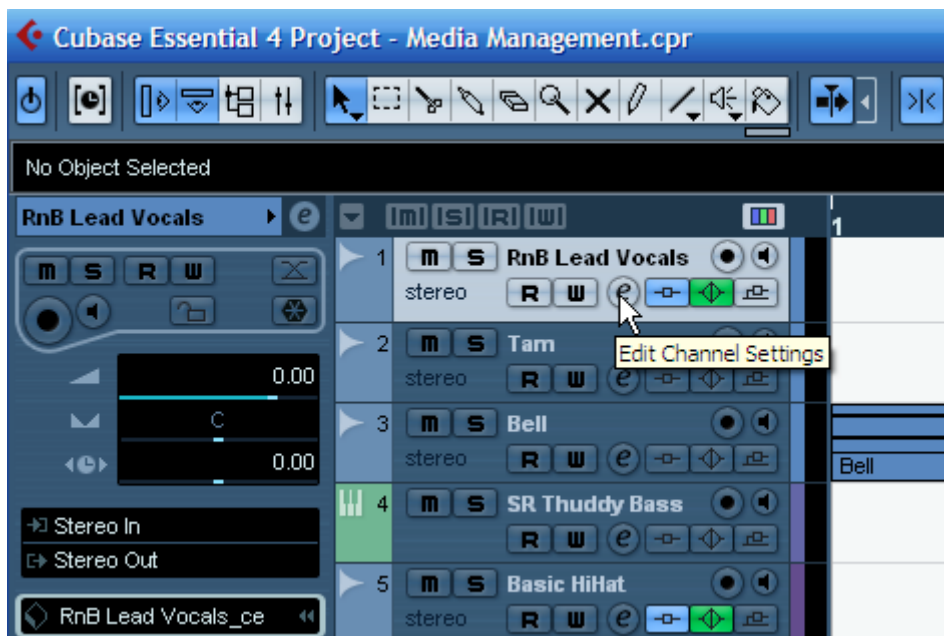 Cubase Essential 4 Project - Media Management.cpr
No Object Selected
RnB Lead Vocals e M S R W 1
M S R W
0.00
C
0.00
Stereo In
Stereo Out
RnB Lead Vocals_ce
1 M S RnB Lead Vocals
stereo R W e
Edit Channel Settings
2 M S Tam
stereo R W e
3 M S Bell
stereo R W e
Bell
4 M S SR Thuddy Bass
R W e
5 M S Basic HiHat
stereo R W e